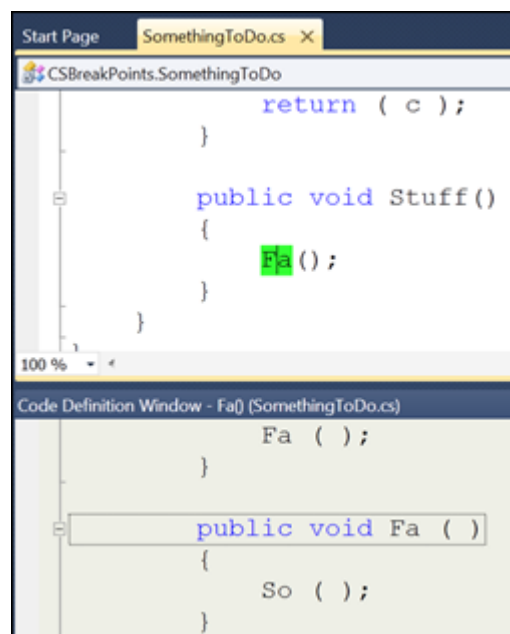 Start Page SomethingToDo.cs ×
CSBreakPoints.SomethingToDo
return ( c );
}
public void Stuff()
{
Fa();
}
}
}
100 %
Code Definition Window - Fa() (SomethingToDo.cs)
Fa ( );
}
public void Fa ( )
{
So ( );
}